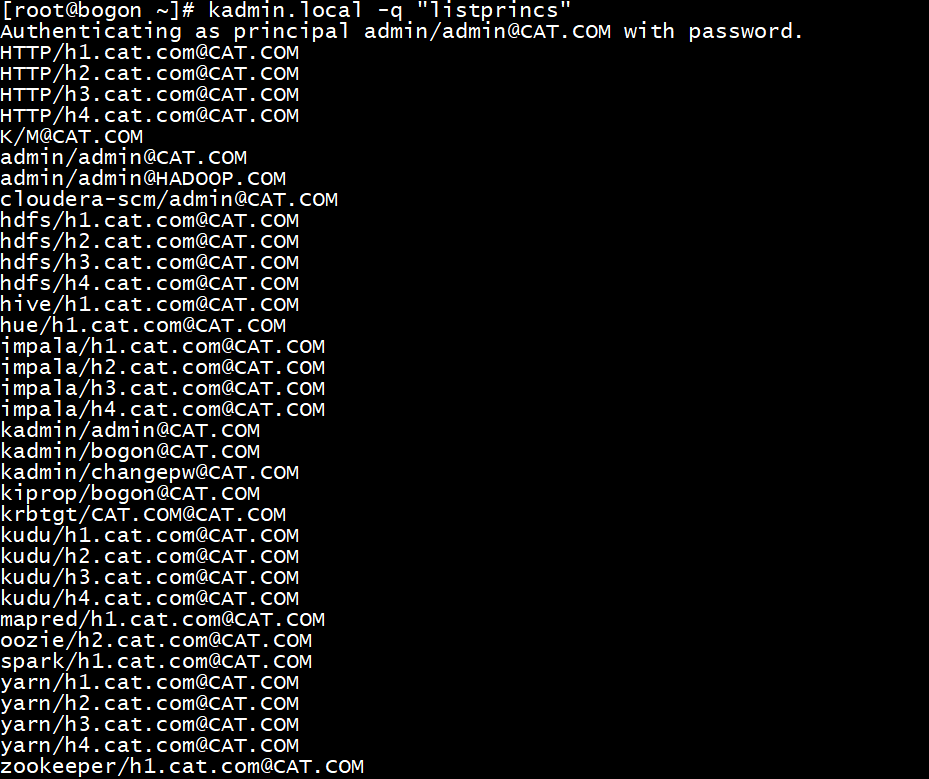 [root@bogon ~]# kadmin.local -q "listprincs"
Authenticating as principal admin/admin@CAT.COM with password.
HTTP/h1.cat.com@CAT.COM
HTTP/h2.cat.com@CAT.COM
HTTP/h3.cat.com@CAT.COM
HTTP/h4.cat.com@CAT.COM
K/M@CAT.COM
admin/admin@CAT.COM
admin/admin@HADOOP.COM
cloudera-scm/admin@CAT.COM
hdfs/h1.cat.com@CAT.COM
hdfs/h2.cat.com@CAT.COM
hdfs/h3.cat.com@CAT.COM
hdfs/h4.cat.com@CAT.COM
hive/h1.cat.com@CAT.COM
hue/h1.cat.com@CAT.COM
impala/h1.cat.com@CAT.COM
impala/h2.cat.com@CAT.COM
impala/h3.cat.com@CAT.COM
impala/h4.cat.com@CAT.COM
kadmin/admin@CAT.COM
kadmin/bogon@CAT.COM
kadmin/changepw@CAT.COM
kiprop/bogon@CAT.COM
krbtgt/CAT.COM@CAT.COM
kudu/h1.cat.com@CAT.COM
kudu/h2.cat.com@CAT.COM
kudu/h3.cat.com@CAT.COM
kudu/h4.cat.com@CAT.COM
mapred/h1.cat.com@CAT.COM
oozie/h2.cat.com@CAT.COM
spark/h1.cat.com@CAT.COM
yarn/h1.cat.com@CAT.COM
yarn/h2.cat.com@CAT.COM
yarn/h3.cat.com@CAT.COM
yarn/h4.cat.com@CAT.COM
zookeeper/h1.cat.com@CAT.COM